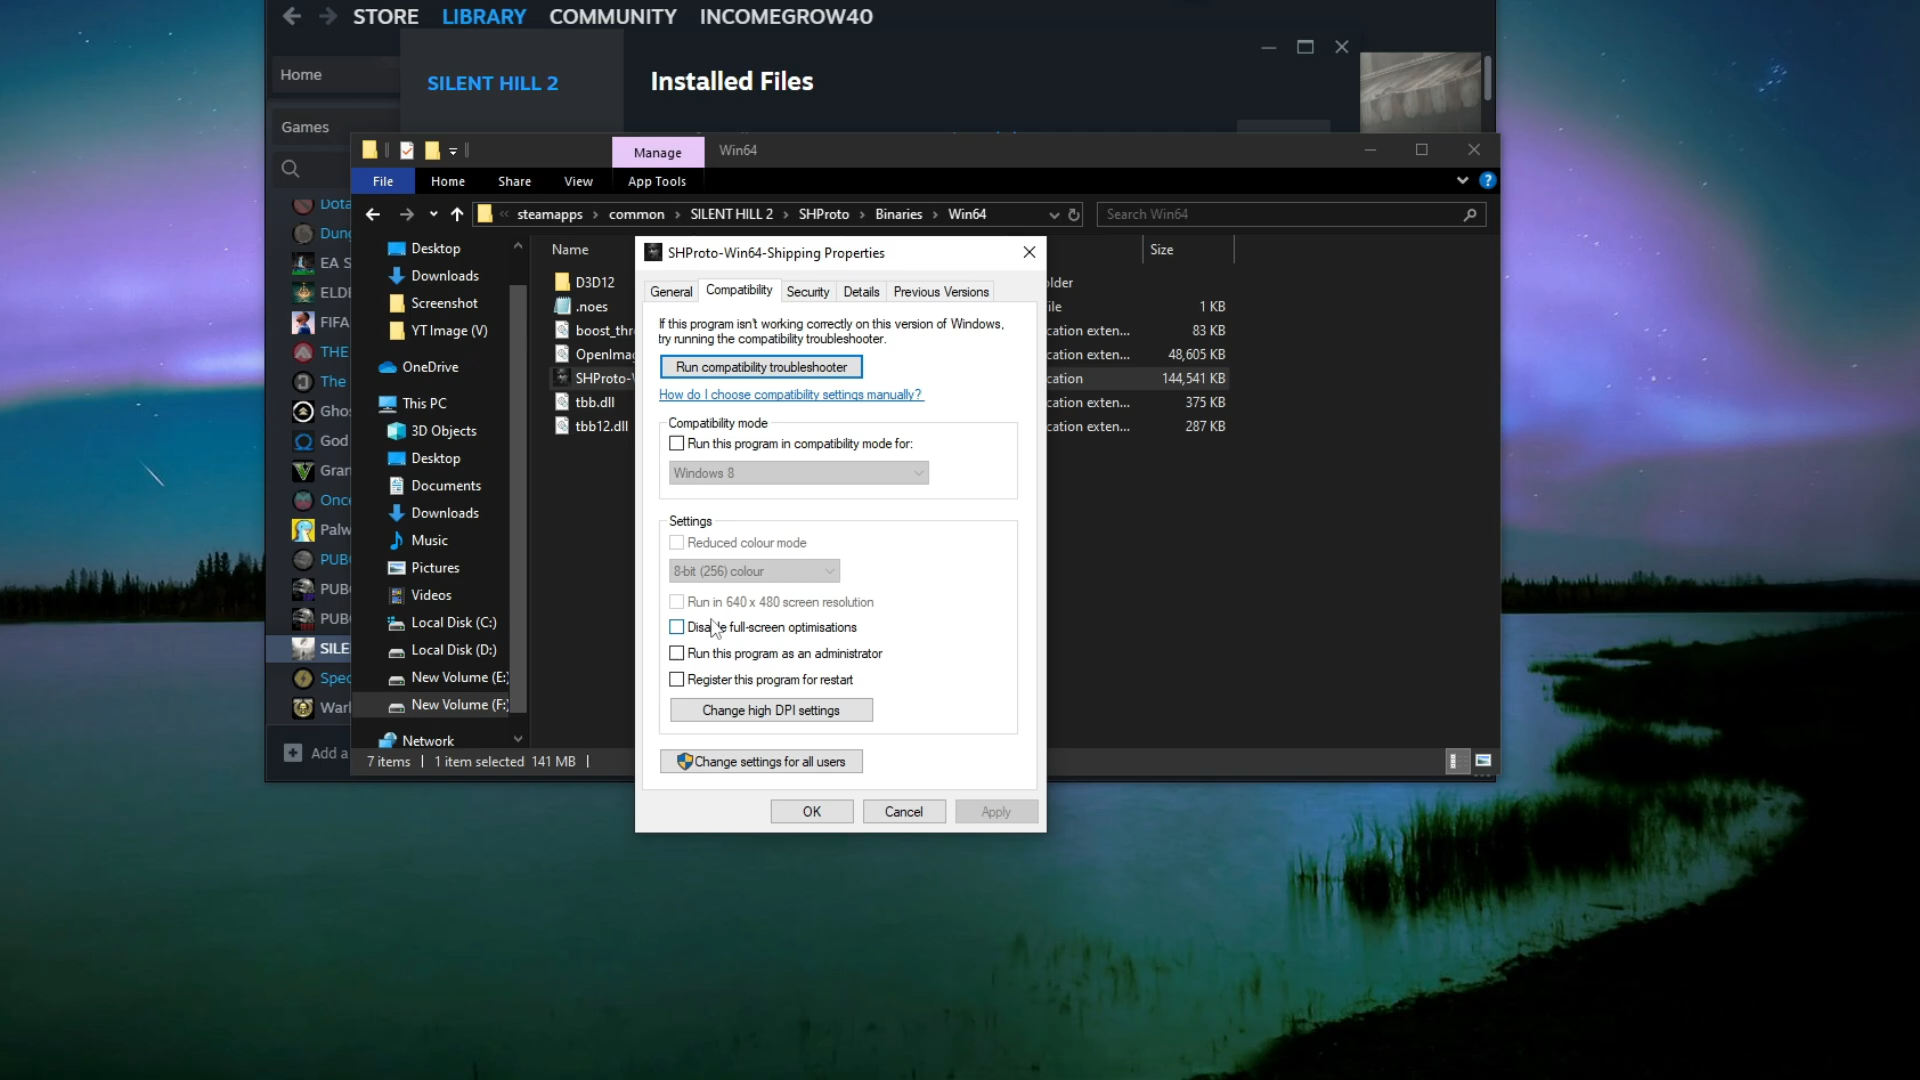 STORE LIBRARY COMMUNITY INCOMEGROW40
Home
SILENT HILL 2
Installed Files
Games
Manage
Win64
File Home Share View App Tools
steamapps > common > SILENT HILL 2 > SHProto > Binaries > Win64
Search Win64
Dota
Dung
EA S
ELDE
FIFA
THE
The
Ghos
God
Gran
Once
Palw
PUBG
PUBG
PUBG
SILE
Spec
Warh
Add a
Desktop
Downloads
Screenshot
YT Image (V)
OneDrive
This PC
3D Objects
Desktop
Documents
Downloads
Music
Pictures
Videos
Local Disk (C:)
Local Disk (D:)
New Volume (E:)
New Volume (F:)
Network
Name
Size
D3D12
.noes
boost_thr
OpenIma
SHProto-W
tbb.dll
tbb12.dll
older
ile 1 KB
cation exten... 83 KB
cation exten... 48,605 KB
cation 144,541 KB
cation exten... 375 KB
cation exten... 287 KB
7 items 1 item selected 141 MB
SHProto-Win64-Shipping Properties
General Compatibility Security Details Previous Versions
If this program isn't working correctly on this version of Windows,
try running the compatibility troubleshooter.
Run compatibility troubleshooter
How do I choose compatibility settings manually?
Compatibility mode
Run this program in compatibility mode for:
Windows 8
Settings
Reduced colour mode
8-bit (256) colour
Run in 640 x 480 screen resolution
Disable full-screen optimisations
Run this program as an administrator
Register this program for restart
Change high DPI settings
Change settings for all users
OK Cancel Apply